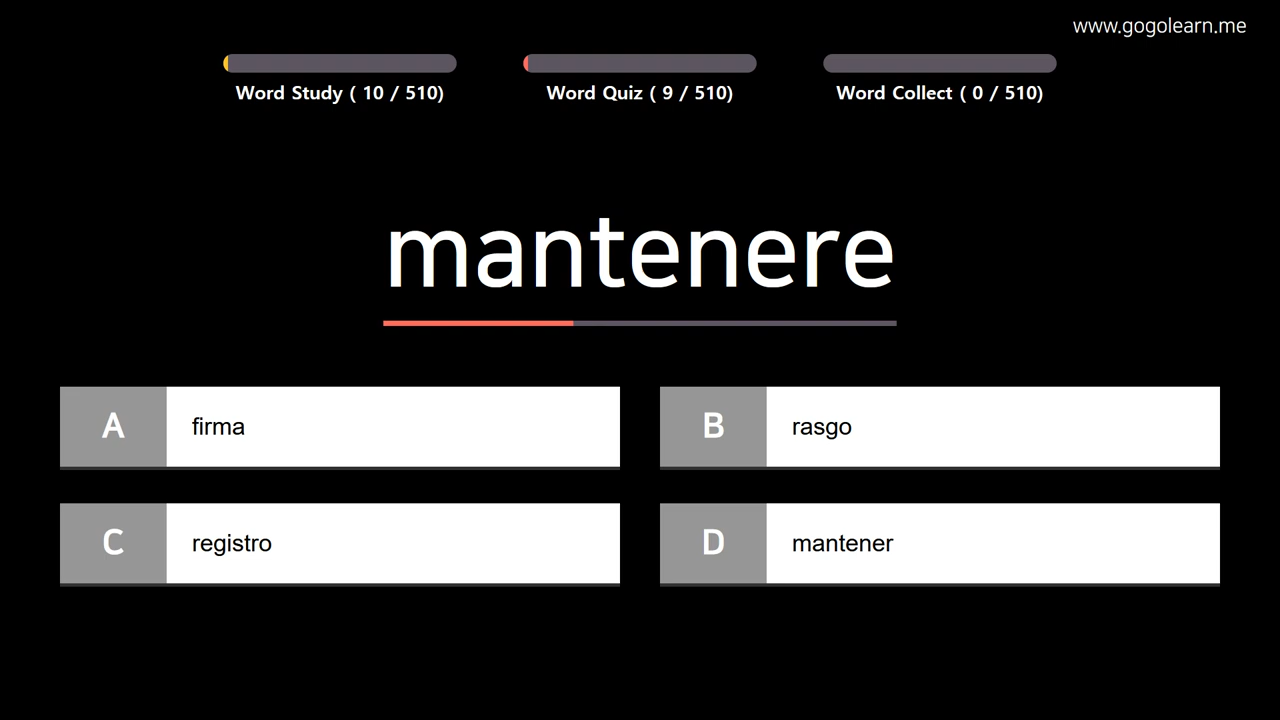 www.gogolearn.me
Word Study ( 10 / 510)
Word Quiz ( 9 / 510)
Word Collect ( 0 / 510)
mantenere
A firma
B rasgo
C registro
D mantener